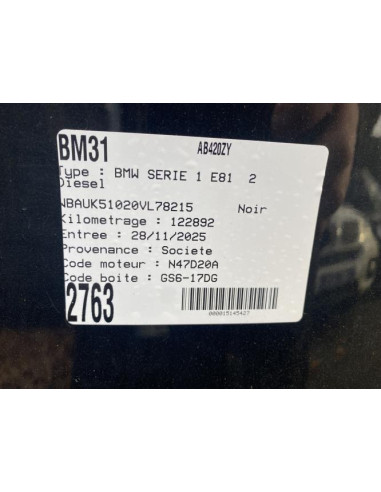 BM31 AB420ZY
Type : BMW SERIE 1 E81 2
Diesel
WBAUK51020VL78215 Noir
Kilometrage : 122892
Entree : 28/11/2025
Provenance : Societe
Code moteur : N47D20A
Code boite : GS6-17DG
2763
000015145427